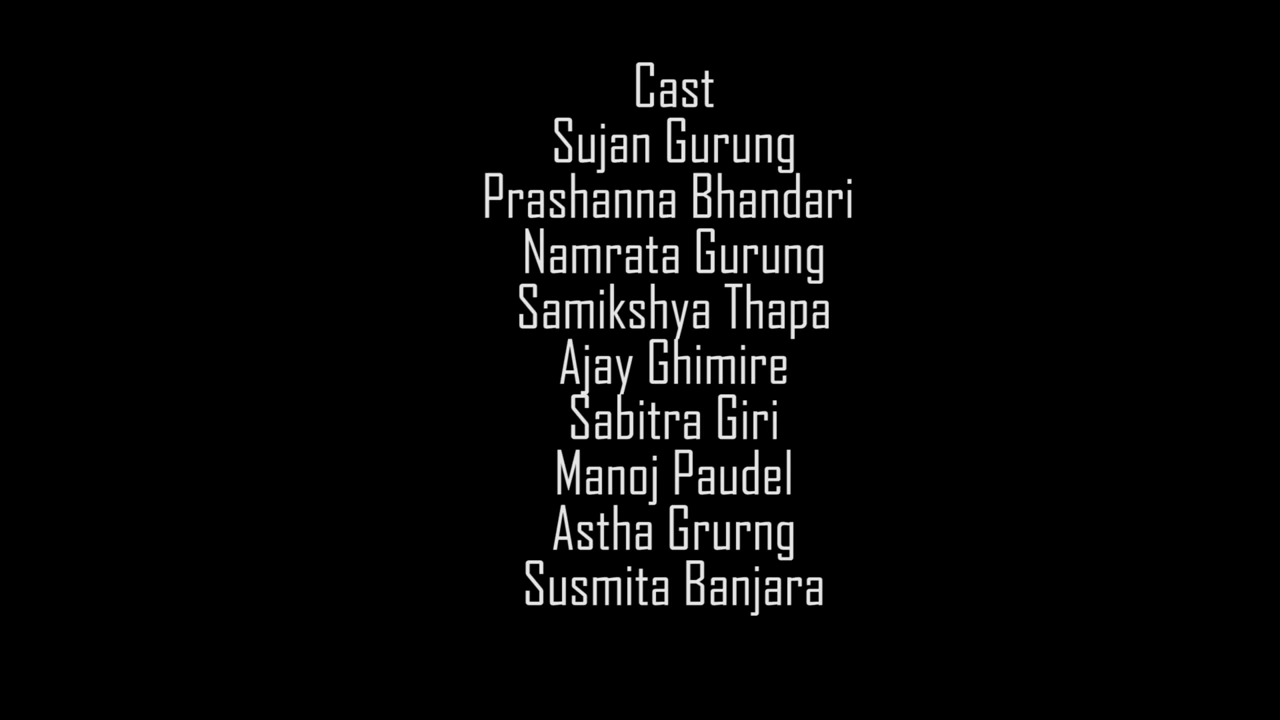 Cast
Sujan Gurung
Prashanna Bhandari
Namrata Gurung
Samikshya Thapa
Ajay Ghimire
Sabitra Giri
Manoj Paudel
Astha Grurng
Susmita Banjara